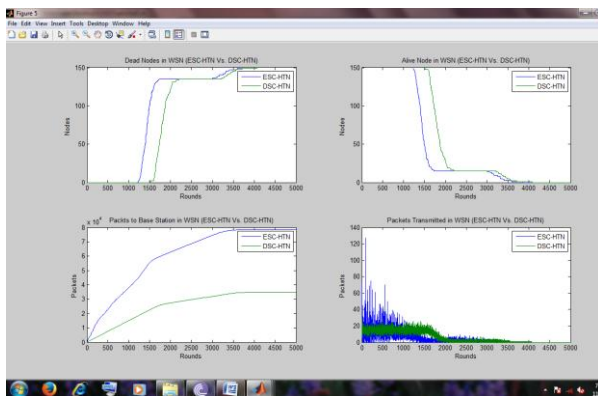 Figure 5
File Edit View Insert Tools Desktop Window Help
Dead Nodes in WSN (ESC-HTN Vs. DSC-HTN)
150
100
50
0
Nodes
ESC-HTN
DSC-HTN
0 500 1000 1500 2000 2500 3000 3500 4000 4500 5000
Rounds
Alive Node in WSN (ESC-HTN Vs. DSC-HTN)
150
100
50
0
Nodes
ESC-HTN
DSC-HTN
0 500 1000 1500 2000 2500 3000 3500 4000 4500 5000
Rounds
Packts to Base Station in WSN (ESC-HTN Vs. DSC-HTN)
8
7
6
5
4
3
2
1
0
Packets
ESC-HTN
DSC-HTN
0 500 1000 1500 2000 2500 3000 3500 4000 4500 5000
Rounds
Packets Transmitted in WSN (ESC-HTN Vs. DSC-HTN)
140
120
100
80
60
40
20
0
Packets
ESC-HTN
DSC-HTN
0 500 1000 1500 2000 2500 3000 3500 4000 4500 5000
Rounds